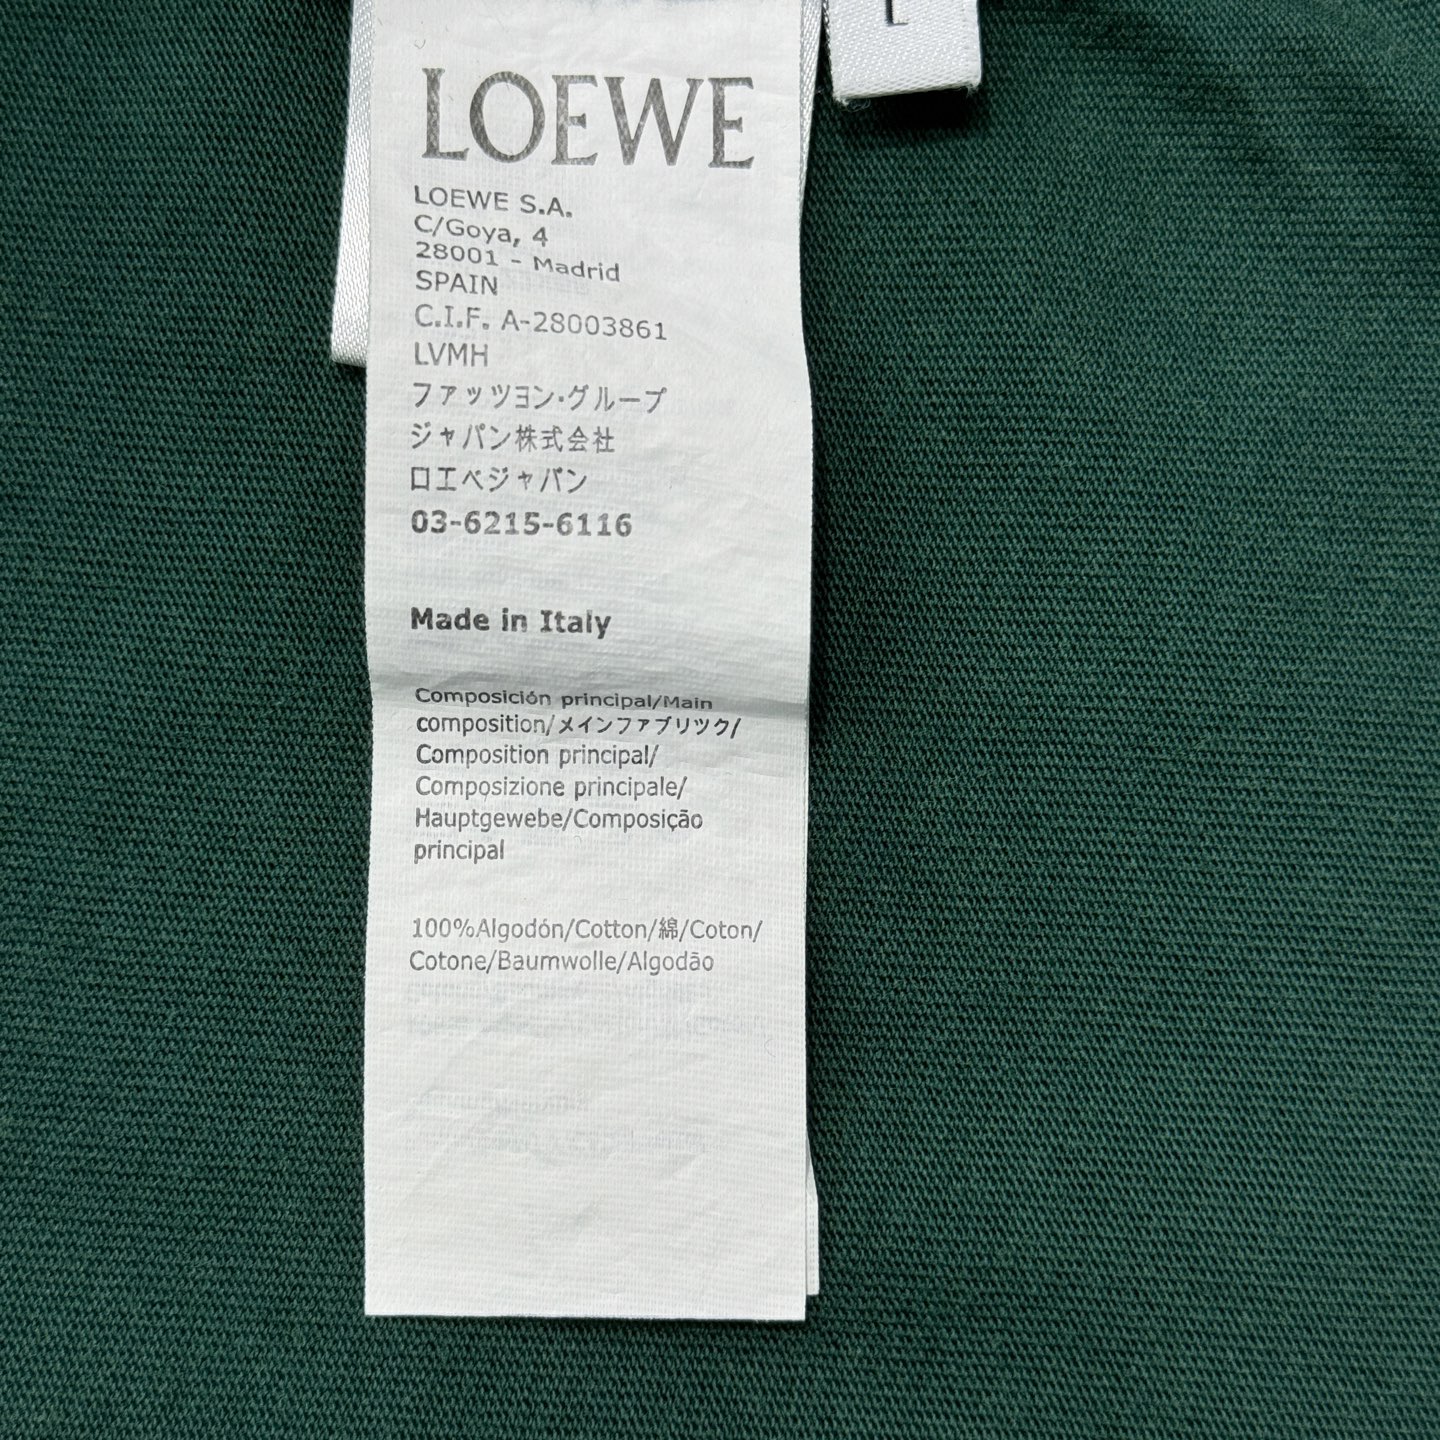 L
LOEWE
LOEWE S.A.
C/Goya, 4
28001 - Madrid
SPAIN
C.I.F. A-28003861
LVMH
ファッツヨン·グループ
ジャパン株式会社
ロエベジャパン
03-6215-6116
Made in Italy
Composición principal/Main
composition/メインファブリツク/
Composition principal/
Composizione principale/
Hauptgewebe/Composição
principal
100%Algodón/Cotton/綿/Coton/
Cotone/Baumwolle/Algodão